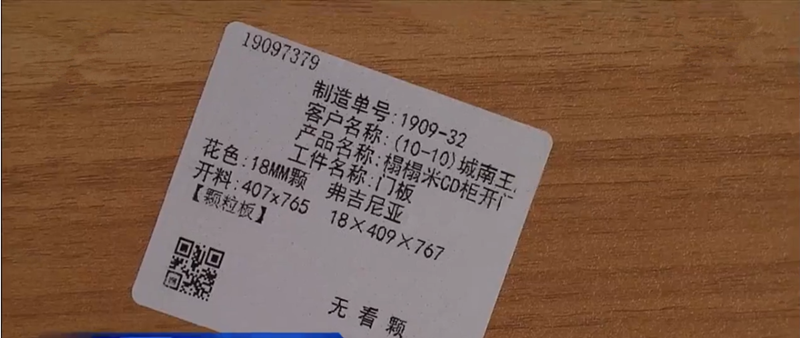 19097379
制造单号:1909-32
客户名称:(10-10)城南王
产品名称:榻榻米CD柜开门
工件名称:门板
花色:18MM颗 弗吉尼亚
开料:407x765 18×409×767
【颗粒板】
无看颗